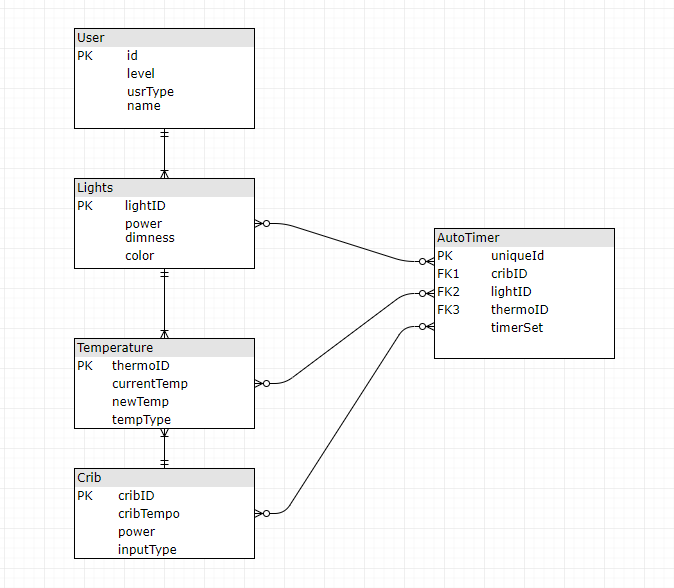 User
PK id
level
usrType
name
Lights
PK lightID
power
dimness
color
Temperature
PK thermoID
currentTemp
newTemp
tempType
Crib
PK cribID
cribTempo
power
inputType
AutoTimer
PK uniqueId
FK1 cribID
FK2 lightID
FK3 thermoID
timerSet